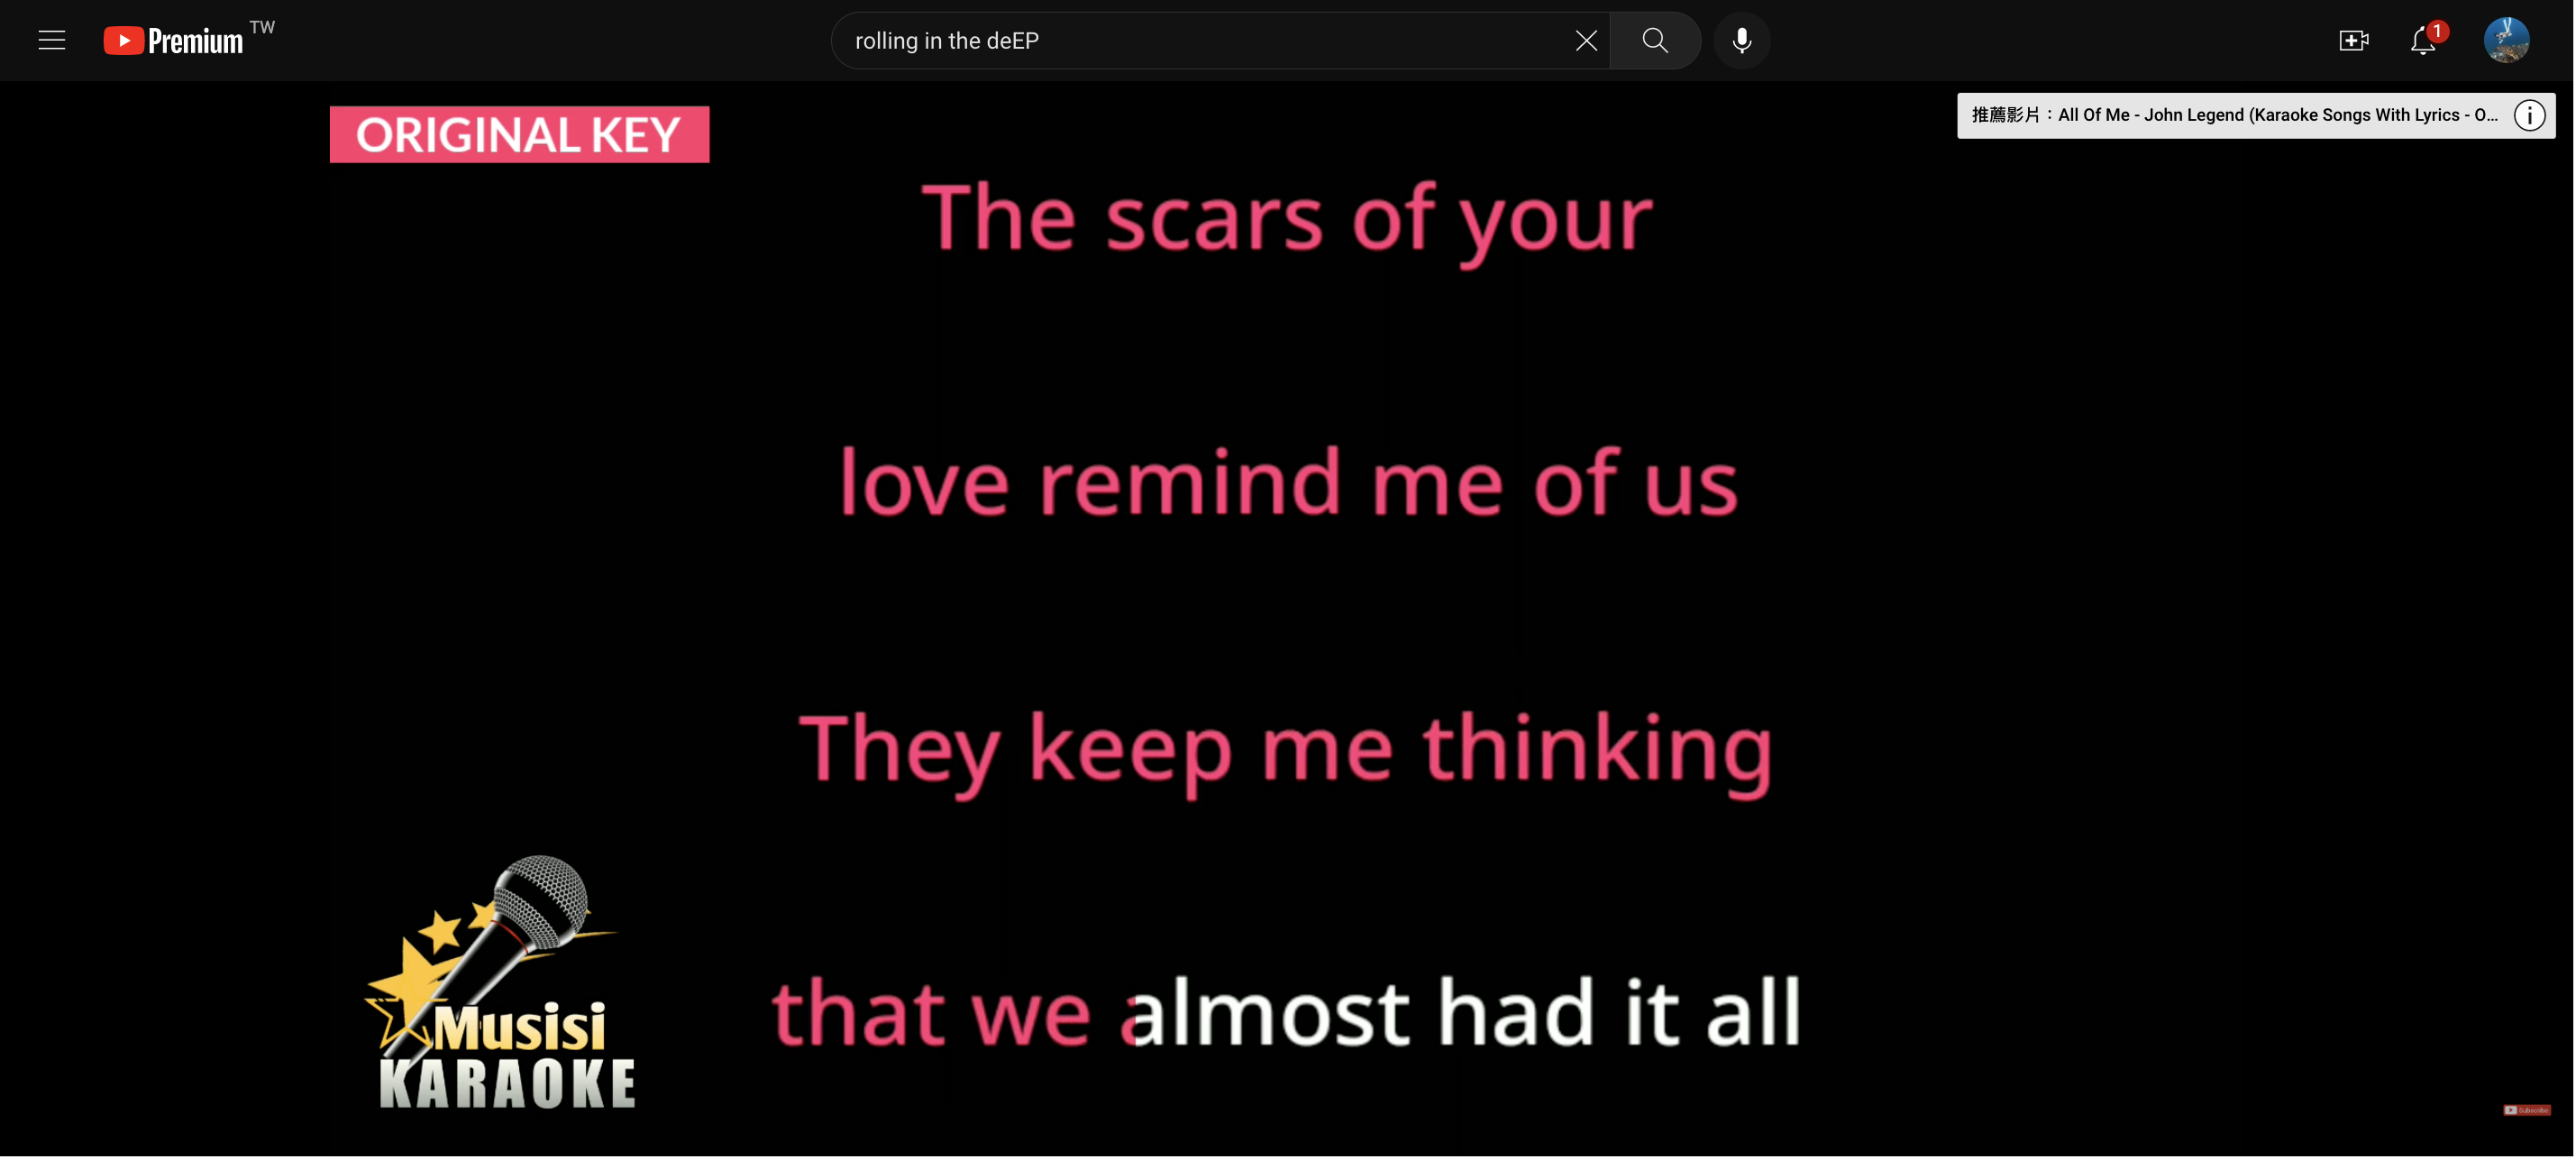 Premium TW
rolling in the deEP
1
ORIGINAL KEY
推薦影片：All Of Me - John Legend (Karaoke Songs With Lyrics - O...
The scars of your
love remind me of us
They keep me thinking
that we almost had it all
Musisi
KARAOKE
Subscribe